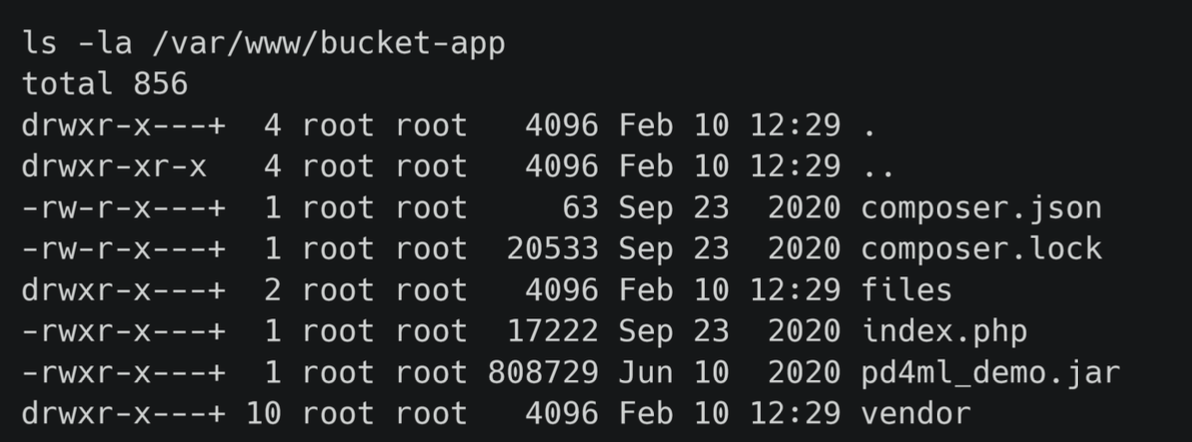 ls -la /var/www/bucket-app
total 856
drwxr-x---+  4 root root   4096 Feb 10 12:29 .
drwxr-xr-x   4 root root   4096 Feb 10 12:29 ..
-rw-r-x---+  1 root root     63 Sep 23  2020 composer.json
-rw-r-x---+  1 root root  20533 Sep 23  2020 composer.lock
drwxr-x---+  2 root root   4096 Feb 10 12:29 files
-rwxr-x---+  1 root root  17222 Sep 23  2020 index.php
-rwxr-x---+  1 root root 808729 Jun 10  2020 pd4ml_demo.jar
drwxr-x---+ 10 root root   4096 Feb 10 12:29 vendor